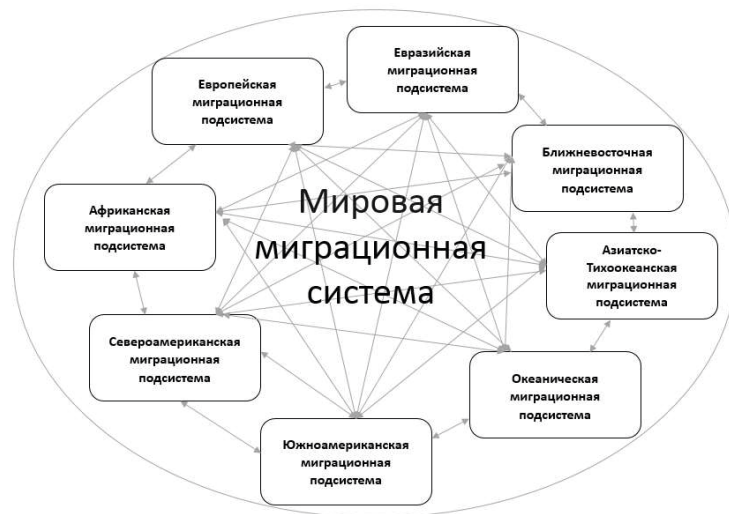 Евразийская
миграционная
подсистема
Европейская
миграционная
подсистема
Ближневосточная
миграционная
подсистема
Мировая
миграционная
система
Африканская
миграционная
подсистема
Азиатско-
Тихоокеанская
миграционная
подсистема
Североамериканская
миграционная
подсистема
Океаническая
миграционная
подсистема
Южноамериканская
миграционная
подсистема